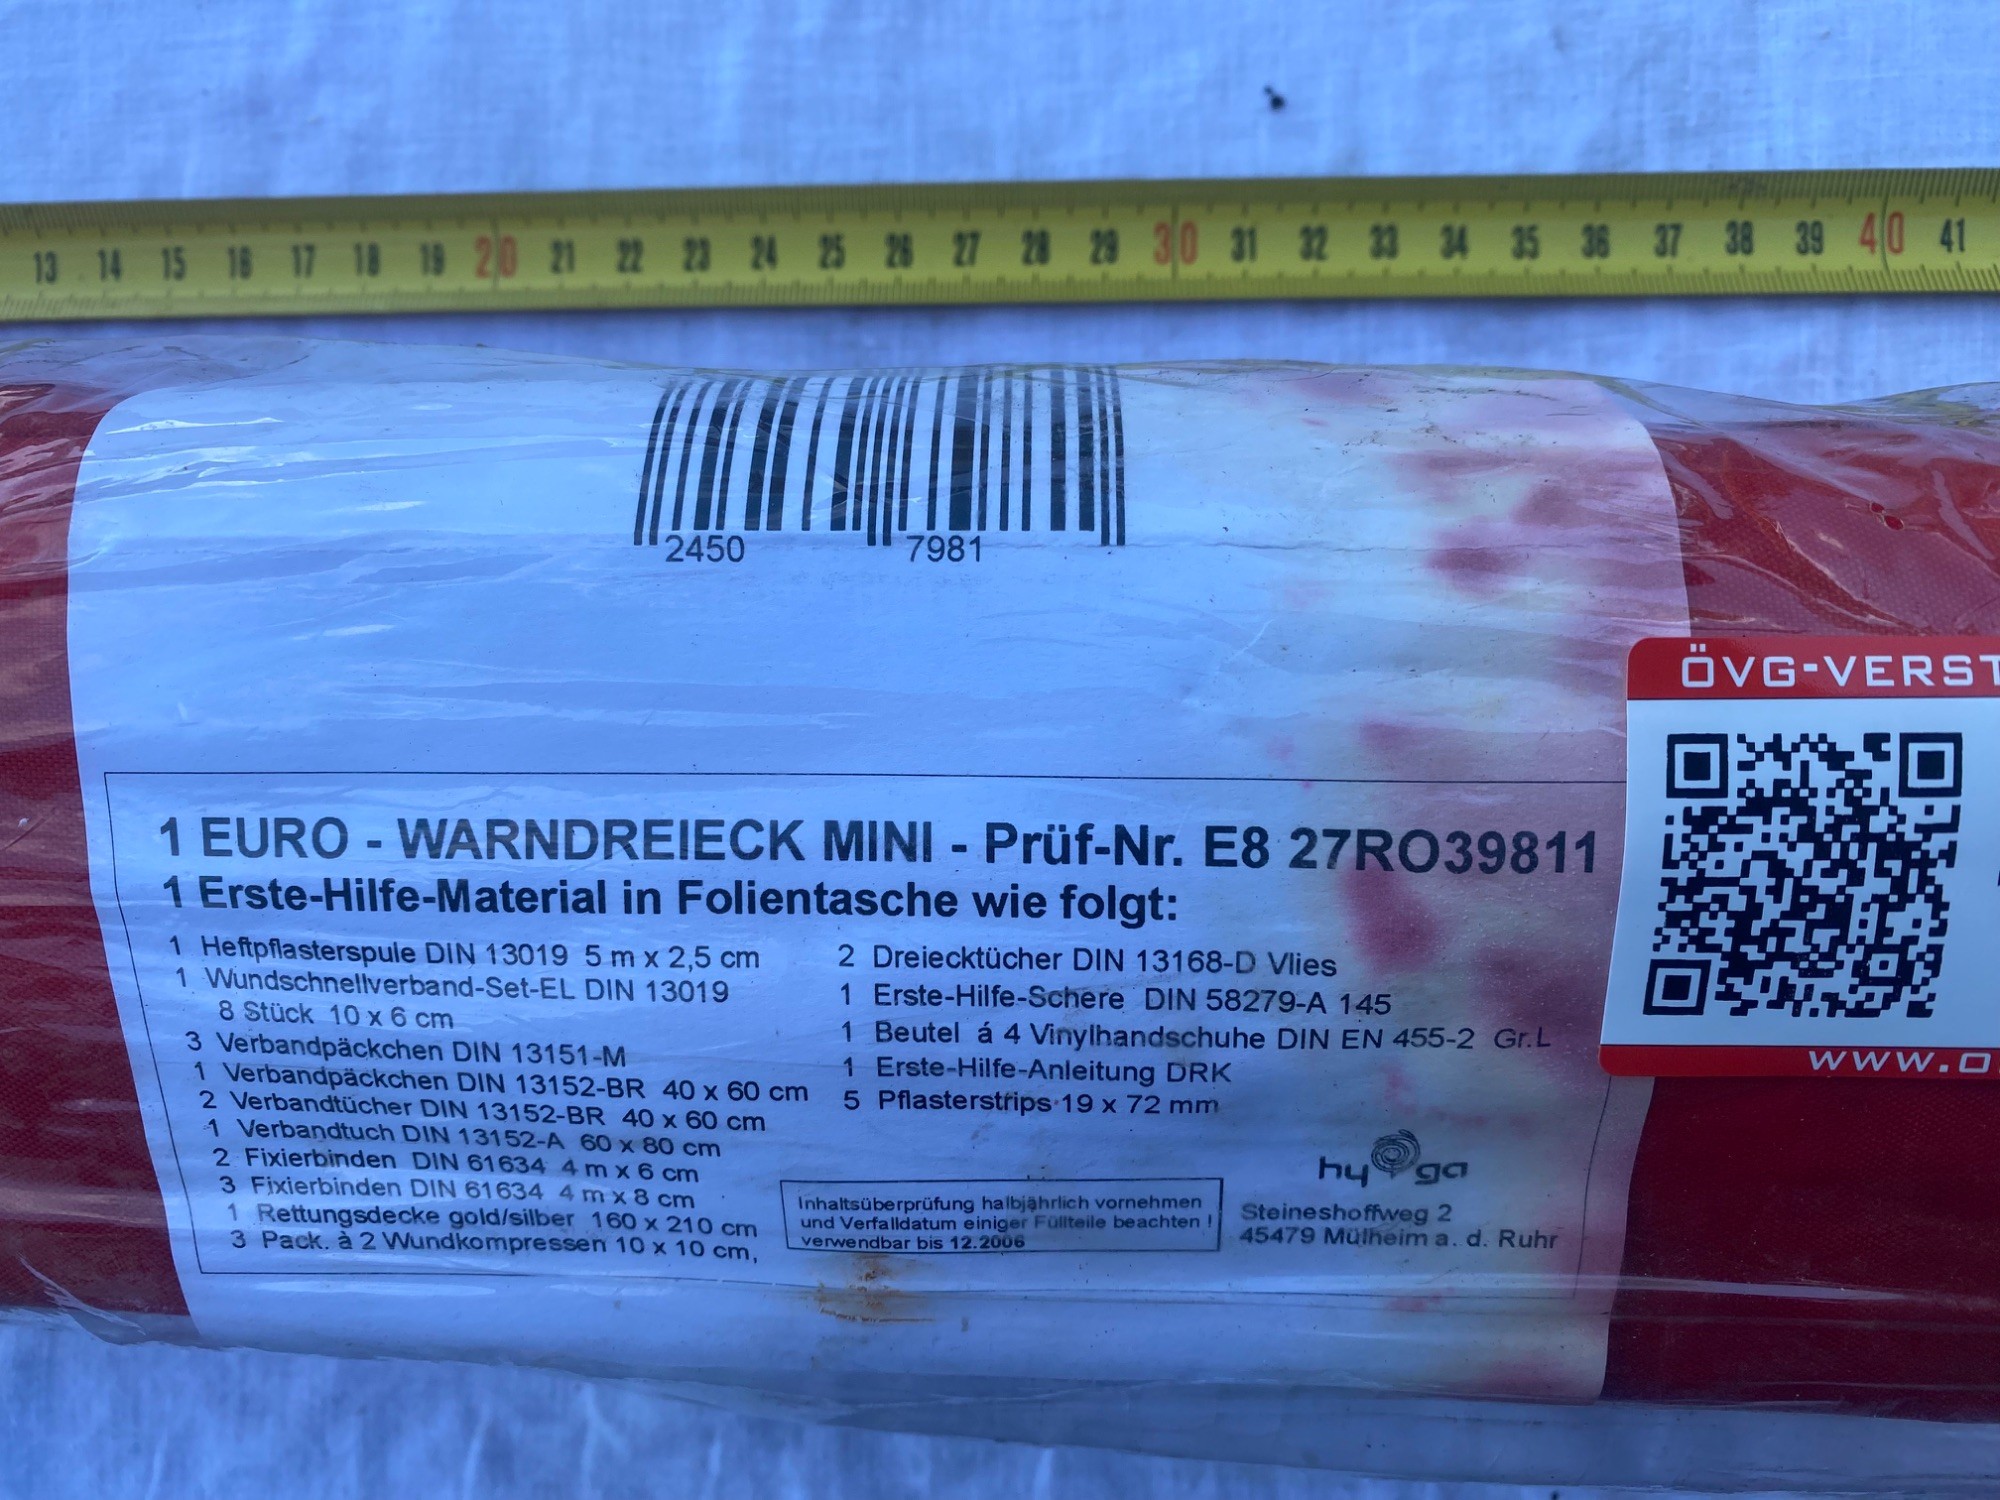 13 14 15 16 17 18 19 20 21 22 23 24 25 26 27 28 29 30 31 32 33 34 35 36 37 38 39 40 41
2450 7981
ÖVG-VERST
1 EURO - WARNDREIECK MINI - Prüf-Nr. E8 27RO39811
1 Erste-Hilfe-Material in Folientasche wie folgt:
1 Heftpflasterspule DIN 13019 5 m x 2,5 cm
1 Wundschnellverband-Set-EL DIN 13019
8 Stück 10 x 6 cm
3 Verbandpäckchen DIN 13151-M
1 Verbandpäckchen DIN 13152-BR 40 x 60 cm
2 Verbandtücher DIN 13152-BR 40 x 60 cm
1 Verbandtuch DIN 13152-A 60 x 80 cm
2 Fixierbinden DIN 61634 4 m x 6 cm
3 Fixierbinden DIN 61634 4 m x 8 cm
1 Rettungsdecke gold/silber 160 x 210 cm
3 Pack. à 2 Wundkompressen 10 x 10 cm,
2 Dreiecktücher DIN 13168-D Vlies
1 Erste-Hilfe-Schere DIN 58279-A 145
1 Beutel á 4 Vinylhandschuhe DIN EN 455-2 Gr.L
1 Erste-Hilfe-Anleitung DRK
5 Pflasterstrips 19 x 72 mm
Inhaltsüberprüfung halbjährlich vornehmen
und Verfalldatum einiger Füllteile beachten !
verwendbar bis 12.2006
hyga
Steineshoffweg 2
45479 Mülheim a. d. Ruhr
www.o